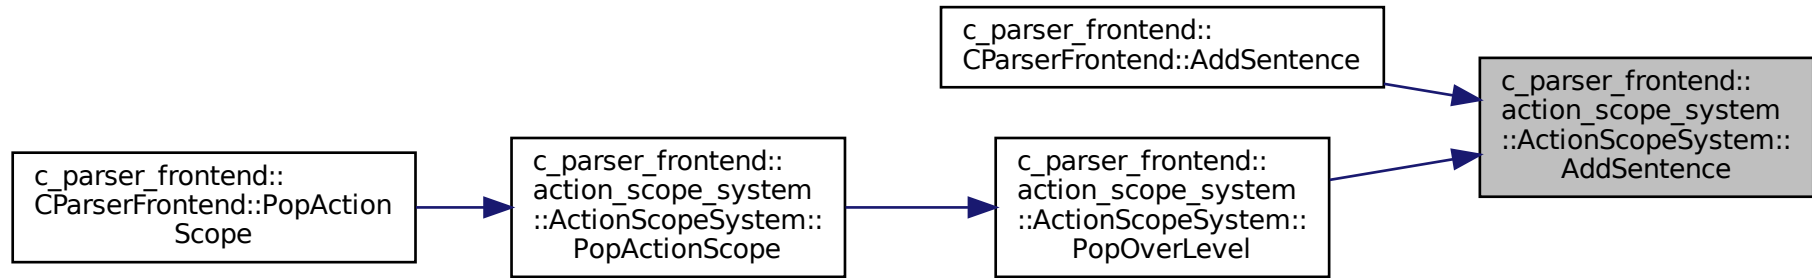 c_parser_frontend::
CParserFrontend::AddSentence
c_parser_frontend::
action_scope_system
::ActionScopeSystem::
AddSentence
c_parser_frontend::
CParserFrontend::PopAction
Scope
c_parser_frontend::
action_scope_system
::ActionScopeSystem::
PopActionScope
c_parser_frontend::
action_scope_system
::ActionScopeSystem::
PopOverLevel